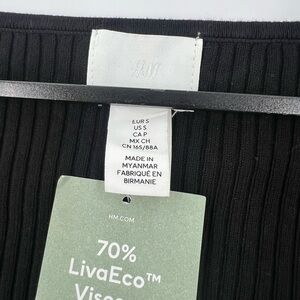 H&M
EUR S
US S
CA P
MX CH
CN 165/88A
MADE IN
MYANMAR
FABRIQUÉ EN
BIRMANIE
HM.COM
70%
LivaEco™